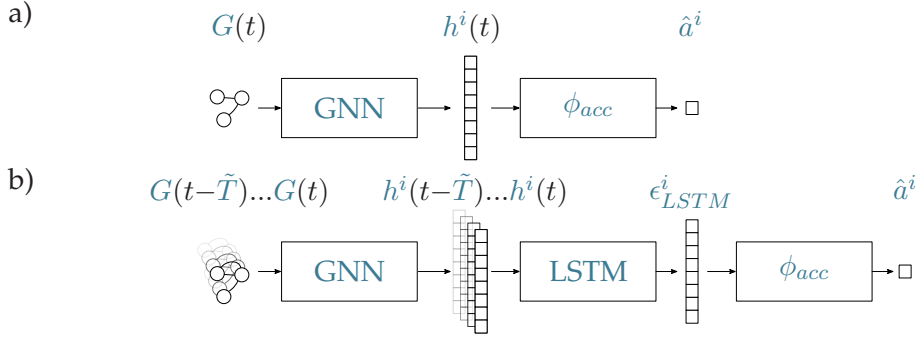 a)
G(t) h^i(t) â^i
GNN ϕ_acc
b)
G(t−T̃)...G(t) h^i(t−T̃)...h^i(t) ϵ^i_LSTM â^i
GNN LSTM ϕ_acc